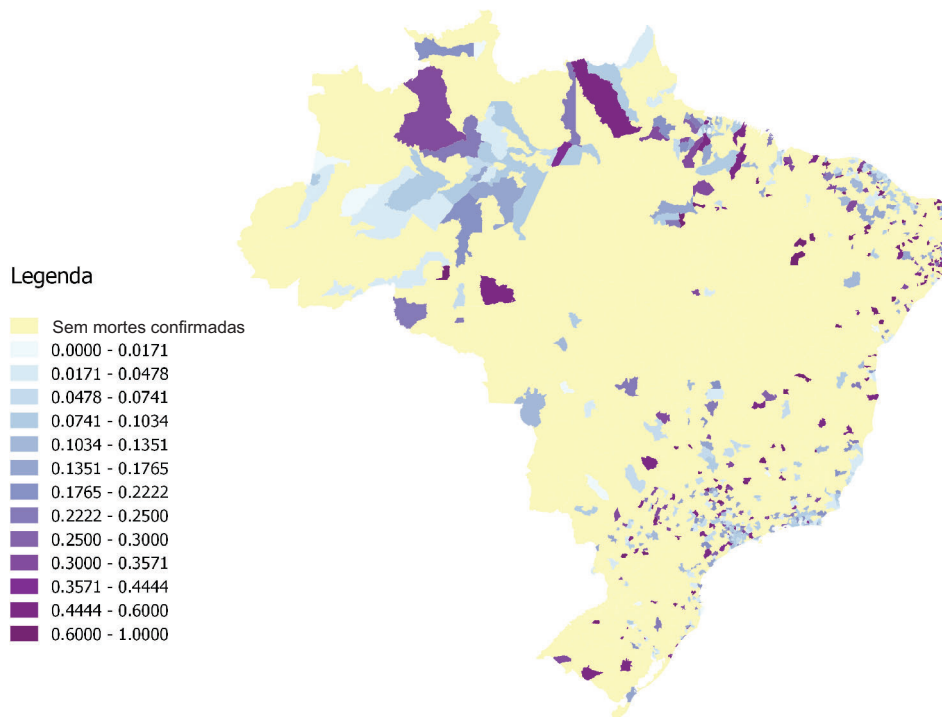 Legenda
Sem mortes confirmadas
0.0000 - 0.0171
0.0171 - 0.0478
0.0478 - 0.0741
0.0741 - 0.1034
0.1034 - 0.1351
0.1351 - 0.1765
0.1765 - 0.2222
0.2222 - 0.2500
0.2500 - 0.3000
0.3000 - 0.3571
0.3571 - 0.4444
0.4444 - 0.6000
0.6000 - 1.0000